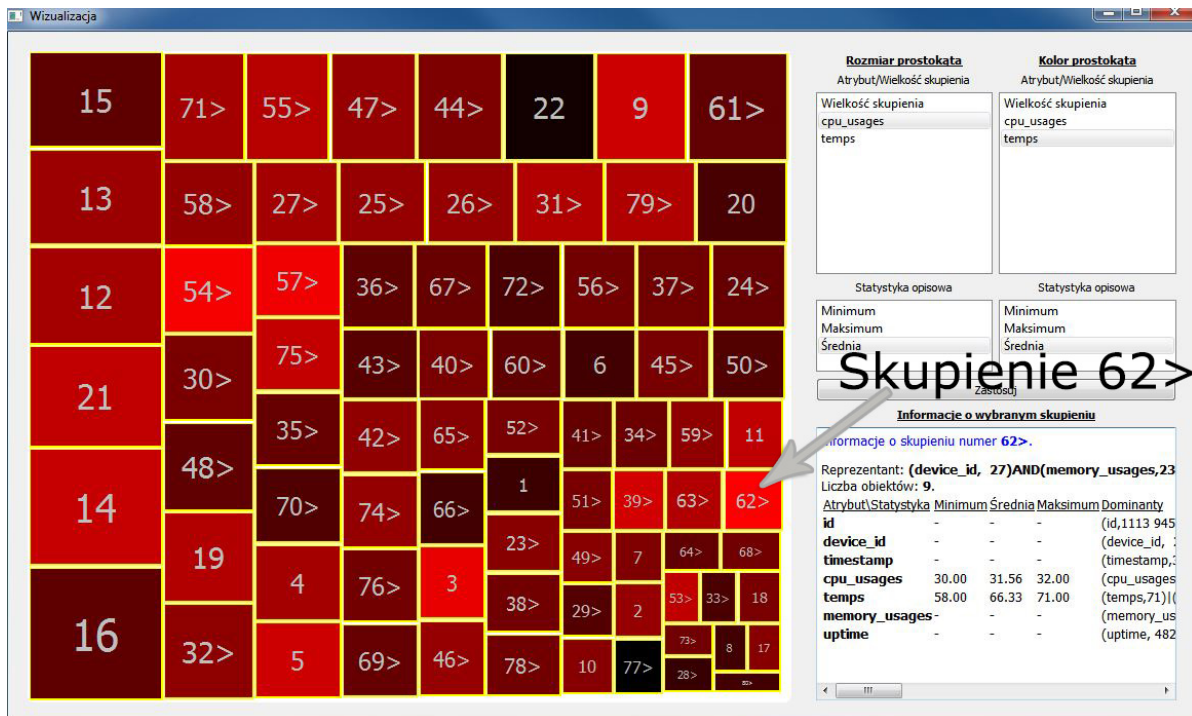 Wizualizacja
15 71> 55> 47> 44> 22 9 61>
13 58> 27> 25> 26> 31> 79> 20
12 54> 57> 36> 67> 72> 56> 37> 24>
21 30> 75> 43> 40> 60> 6 45> 50>
35> 42> 65> 52> 41> 34> 59> 11
14 48> 70> 74> 66> 1 51> 39> 63> 62>
19 4 76> 3 23> 49> 7 64> 68>
38> 29> 2 53> 33> 18
16 32> 5 69> 46> 78> 10 77> 73> 8 17
28>
Rozmiar prostokąta
Atrybut/Wielkość skupienia
Wielkość skupienia
cpu_usages
temps
Statystyka opisowa
Minimum
Maksimum
Średnia
Kolor prostokąta
Atrybut/Wielkość skupienia
Wielkość skupienia
cpu_usages
temps
Statystyka opisowa
Minimum
Maksimum
Średnia
Skupienie 62>
Zastosuj
Informacje o wybranym skupieniu
Informacje o skupieniu numer 62>.
Reprezentant: (device_id, 27)AND(memory_usages,23
Liczba obiektów: 9.
Atrybut\Statystyka Minimum Średnia Maksimum Dominanty
id - - - (id,1113 945
device_id - - - (device_id,
timestamp - - - (timestamp,
cpu_usages 30.00 31.56 32.00 (cpu_usages
temps 58.00 66.33 71.00 (temps,71)|(
memory_usages - - - (memory_us
uptime - - - (uptime, 482